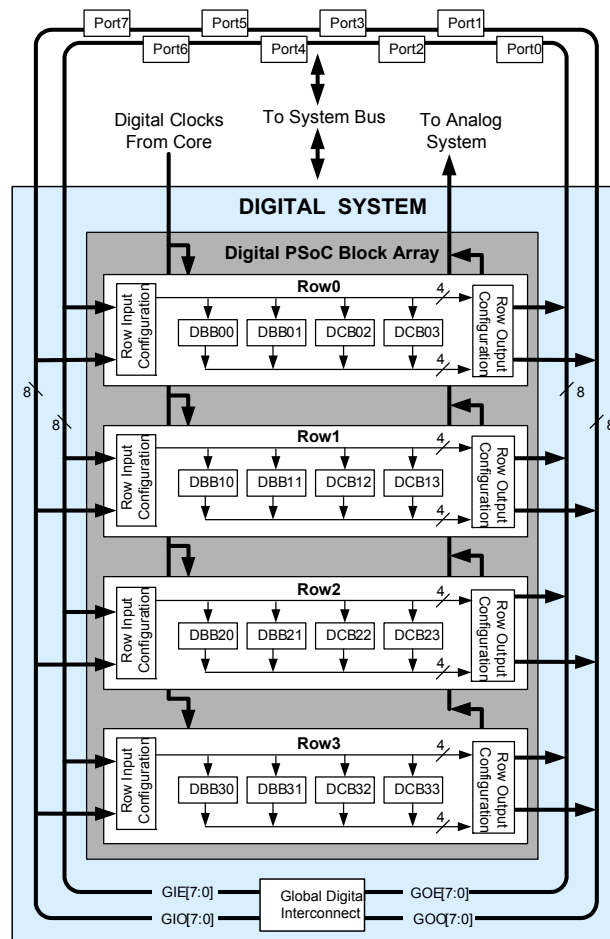 Port7
Port5
Port3
Port1
Port6
Port4
Port2
Port0
Digital Clocks
From Core
To System Bus
To Analog
System
DIGITAL SYSTEM
Digital PSoC Block Array
Row Input
Configuration
Row0
4
DBB00
DBB01
DCB02
DCB03
4
Row Output
Configuration
8
8
8
8
Row Input
Configuration
Row1
4
DBB10
DBB11
DCB12
DCB13
4
Row Output
Configuration
Row Input
Configuration
Row2
4
DBB20
DBB21
DCB22
DCB23
4
Row Output
Configuration
Row Input
Configuration
Row3
4
DBB30
DBB31
DCB32
DCB33
4
Row Output
Configuration
GIE[7:0]
GIO[7:0]
Global Digital
Interconnect
GOE[7:0]
GOO[7:0]